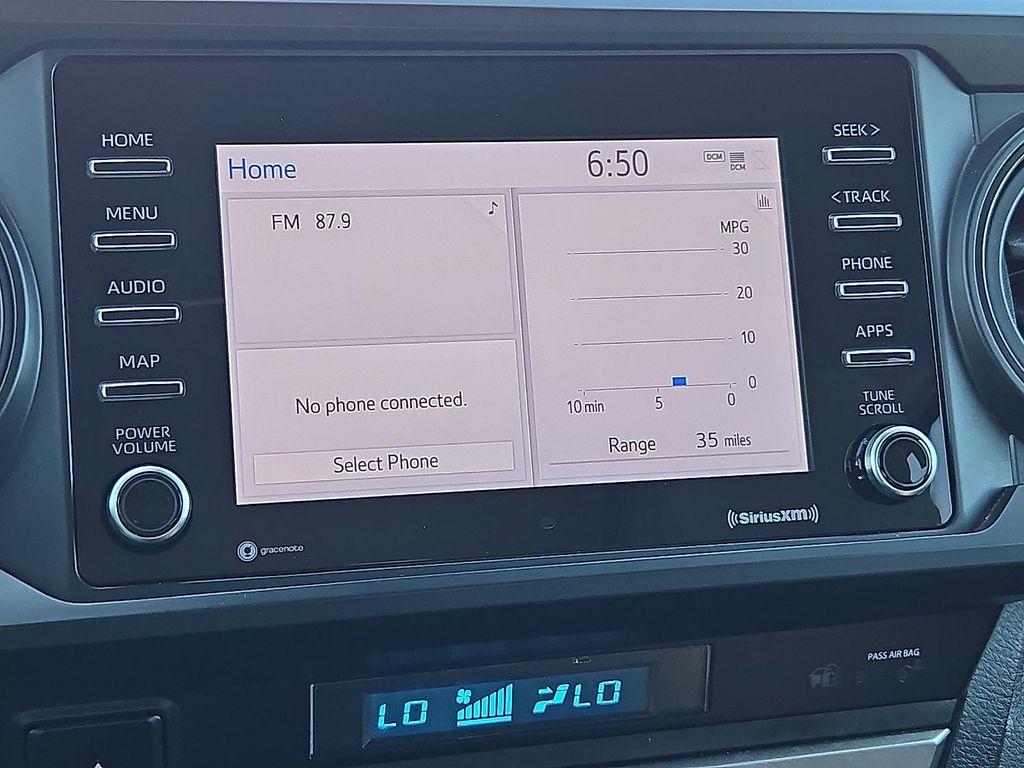 HOME
MENU
AUDIO
MAP
POWER
VOLUME
Home
6:50
DCM
DCM
FM 87.9
No phone connected.
Select Phone
MPG
30
20
10
0
10 min 5 0
Range 35 miles
SEEK >
< TRACK
PHONE
APPS
TUNE
SCROLL
gracenote
((SiriusXM))
PASS AIR BAG
LO LO